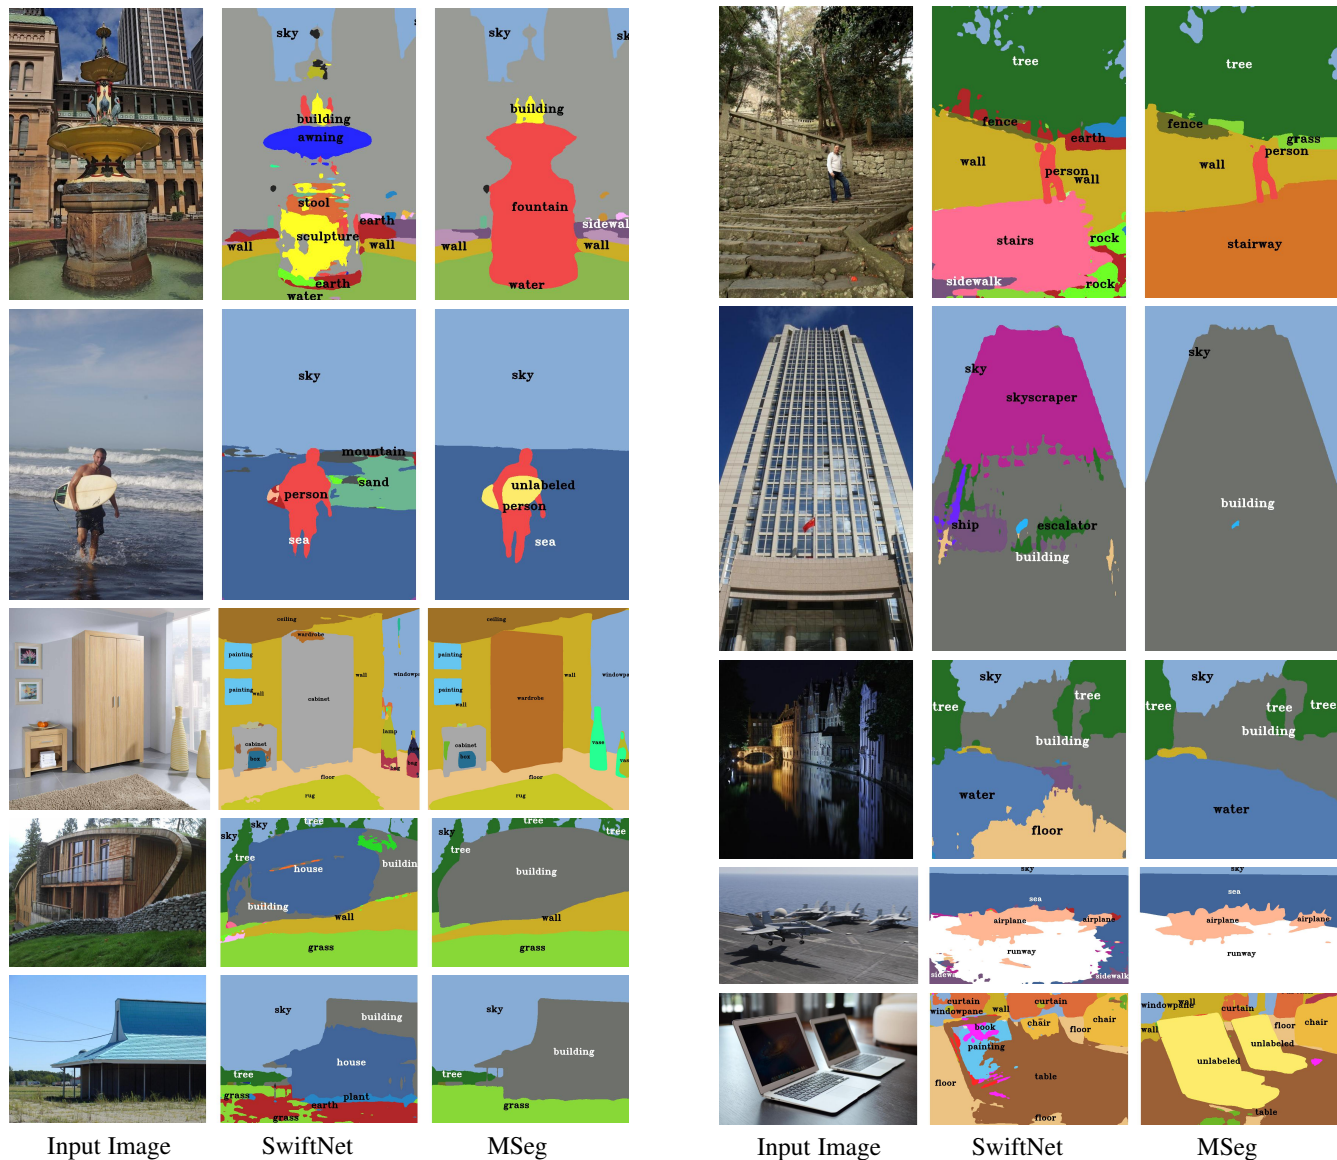 sky
building
awning
stool
earth
sculpture
wall
wall
earth
water
sky
building
fountain
sidewal
wall
wall
water
tree
fence
earth
wall
person
wall
stairs
rock
sidewalk
rock
tree
fence
grass
person
wall
stairway
sky
mountain
sand
person
sea
sky
unlabeled
person
sea
sky
skyscraper
ship
escalator
building
sky
building
ceiling
wardrobe
painting
cabinet
wall
windowpa
painting
wall
lamp
cabinet
box
bag
floor
rug
ceiling
painting
wardrobe
wall
windowpa
painting
wall
cabinet
box
vase
vas
floor
rug
sky
tree
tree
building
water
floor
sky
tree
tree
tree
building
water
sky
tree
sky
tree
house
building
building
wall
grass
sky
tree
tree
building
wall
grass
sky
sea
airplane
airplane
runway
sidewalk
sidewalk
sky
sea
airplane
airplane
runway
sky
building
house
tree
grass
plant
earth
grass
sky
building
tree
grass
curtain
curtain
windowpane
wall
book
chair
floor
chair
painting
floor
table
floor
wall
windowpane
curtain
wall
floor
chair
unlabeled
unlabeled
table
Input Image SwiftNet MSeg Input Image SwiftNet MSeg